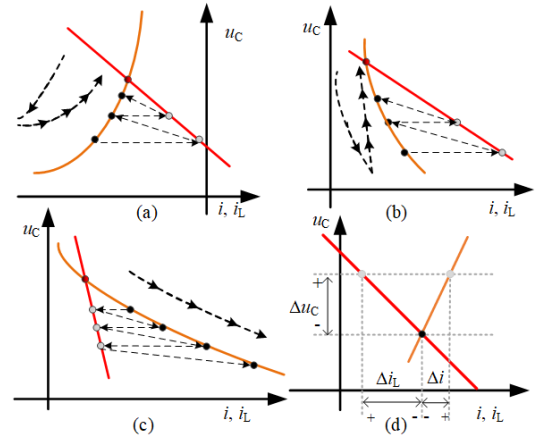 u_C
i, i_L
(a)
u_C
i, i_L
(b)
u_C
i, i_L
(c)
u_C
+
Δu_C
-
Δi_L
Δi
+
-
-
+
i, i_L
(d)